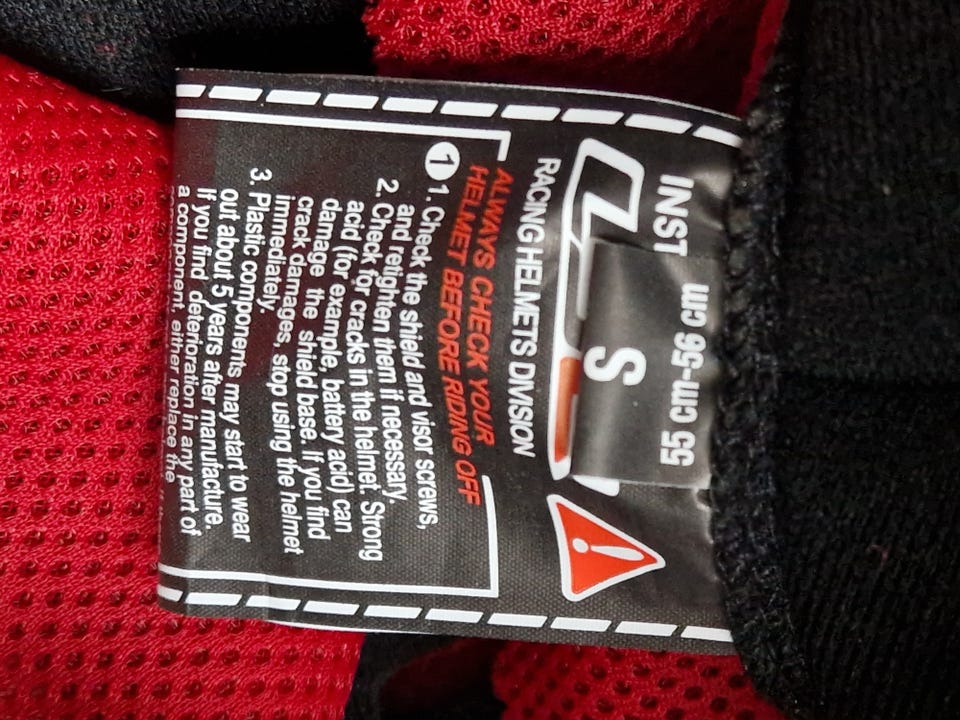 INST
55 cm-56 cm
S
RACING HELMETS DIVISION
ALWAYS CHECK YOUR
HELMET BEFORE RIDING OFF
1 1. Check the shield and visor screws,
and retighten them if necessary.
2. Check for cracks in the helmet. Strong
acid (for example, battery acid) can
damage the shield base. If you find
crack damages, stop using the helmet
immediately.
3. Plastic components may start to wear
out about 5 years after manufacture.
If you find deterioration in any part of
a component, either replace the